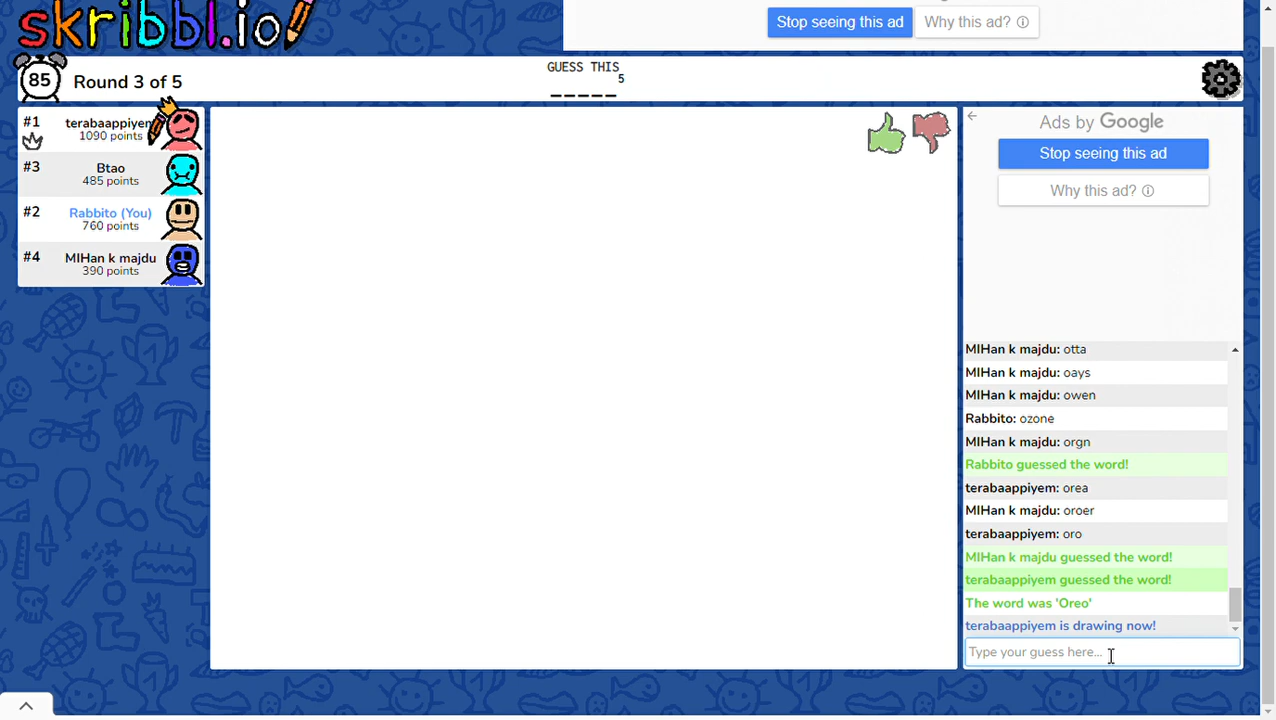 skribbl.io
Stop seeing this ad
Why this ad?
85
Round 3 of 5
GUESS THIS
_____ 5
#1 terabaappiyem
1090 points
#3 Btao
485 points
#2 Rabbito (You)
760 points
#4 MIHan k majdu
390 points
Ads by Google
Stop seeing this ad
Why this ad?
MIHan k majdu: otta
MIHan k majdu: oays
MIHan k majdu: owen
Rabbito: ozone
MIHan k majdu: orgn
Rabbito guessed the word!
terabaappiyem: orea
MIHan k majdu: oroer
terabaappiyem: oro
MIHan k majdu guessed the word!
terabaappiyem guessed the word!
The word was 'Oreo'
terabaappiyem is drawing now!
Type your guess here...